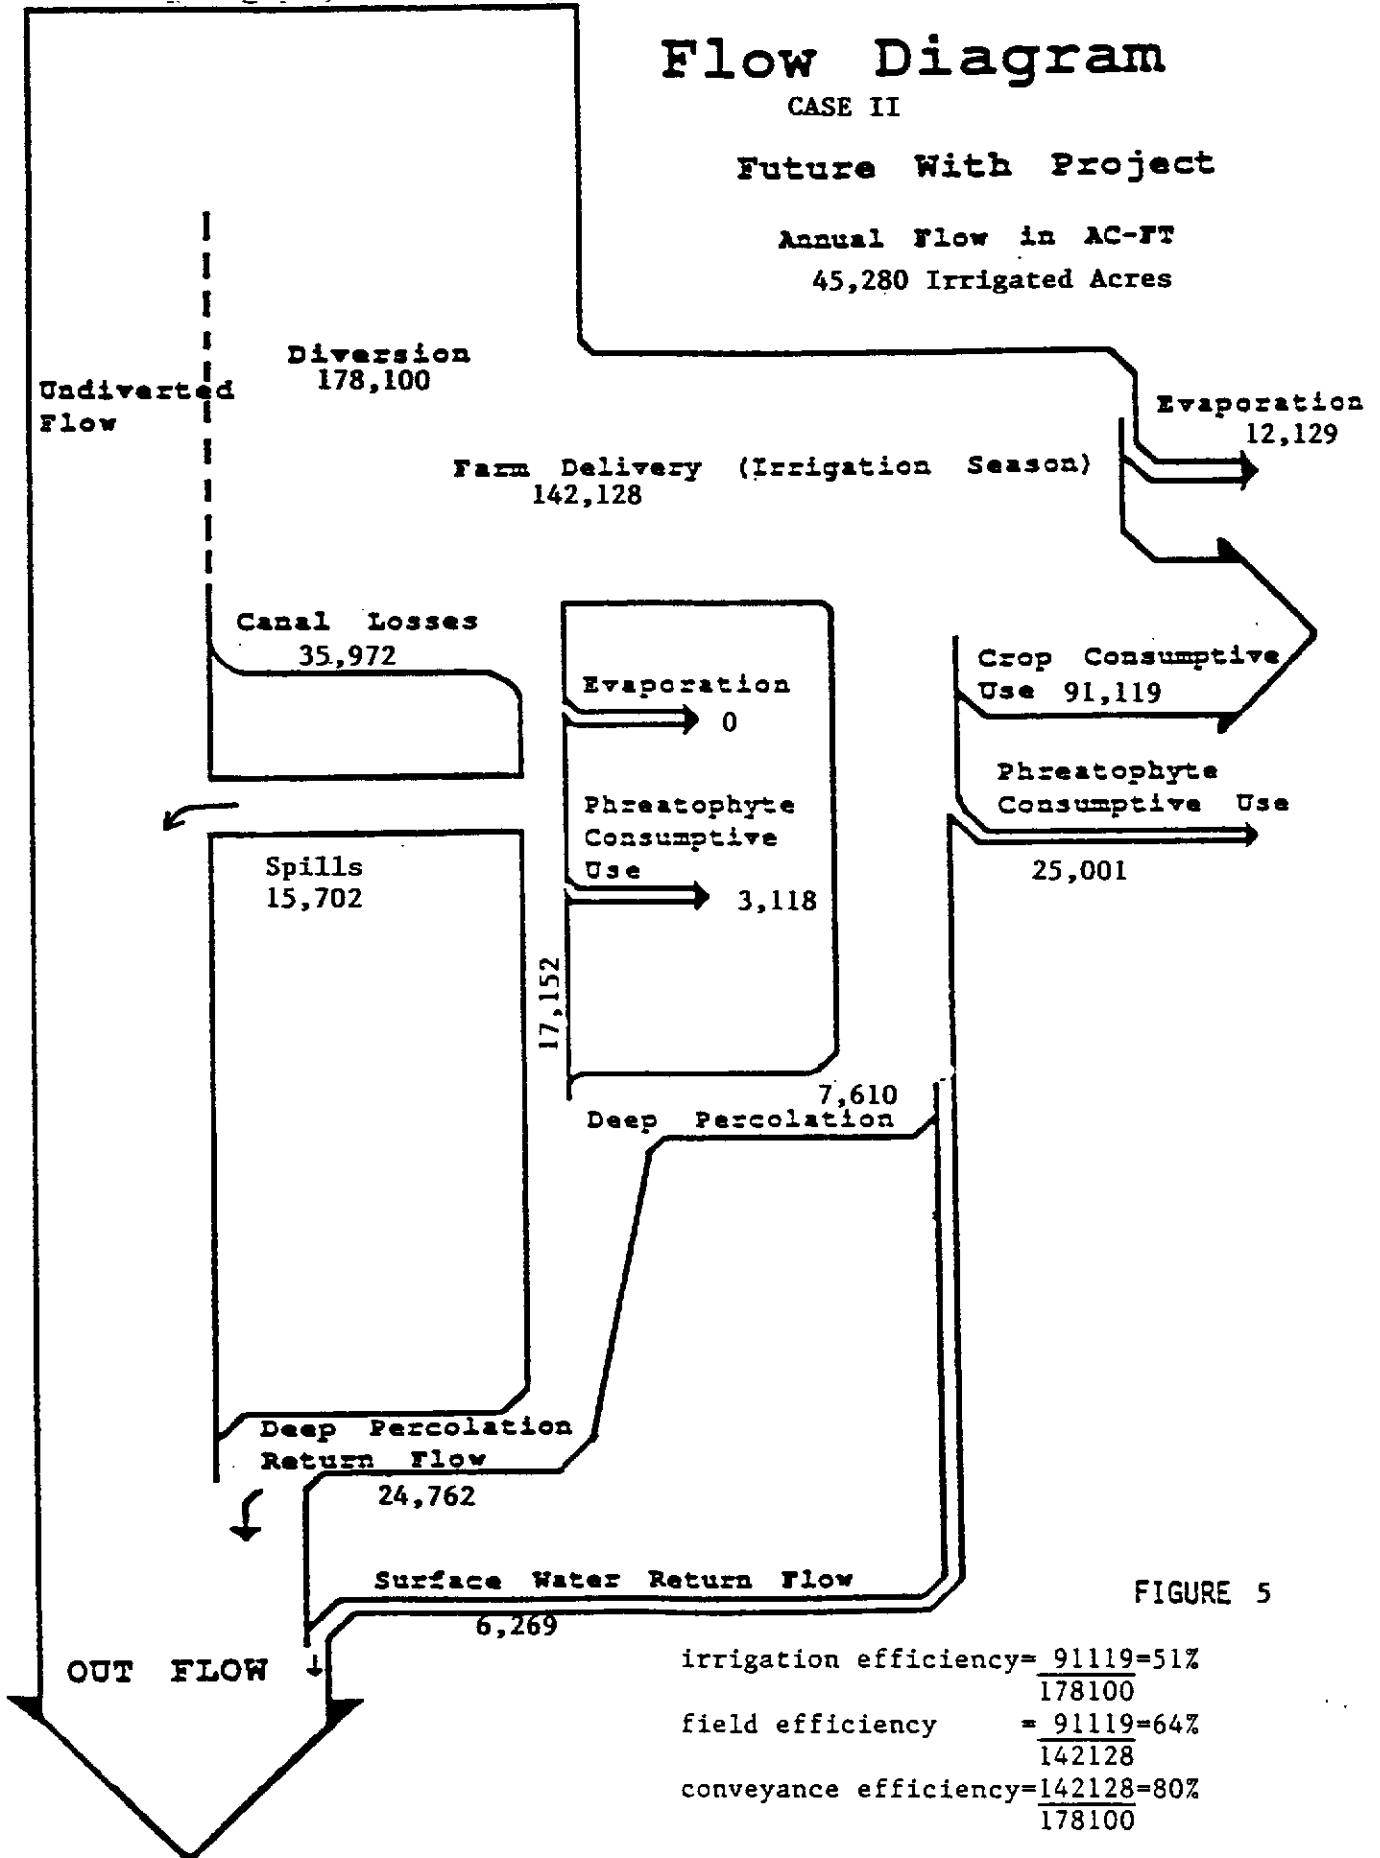 Flow Diagram
CASE II
Future With Project
Annual Flow in AC-FT
45,280 Irrigated Acres
Diversion
178,100
Undiverted
Flow
Evaporation
12,129
Farm Delivery (Irrigation Season)
142,128
Canal Losses
35,972
Evaporation
0
Crop Consumptive
Use 91,119
Phreatophyte
Consumptive Use
25,001
Phreatophyte
Consumptive
Use
3,118
Spills
15,702
17,152
7,610
Deep Percolation
Deep Percolation
Return Flow
24,762
Surface Water Return Flow
6,269
OUT FLOW
FIGURE 5
irrigation efficiency= 91119=51%
178100
field efficiency = 91119=64%
142128
conveyance efficiency=142128=80%
178100